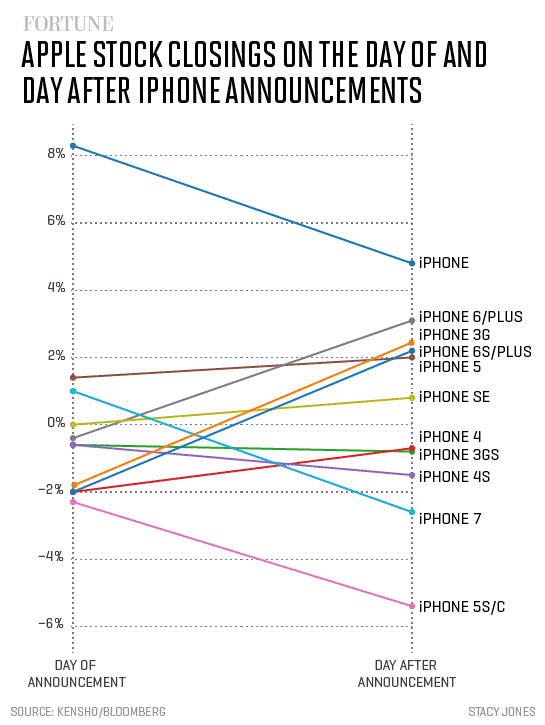 FORTUNE
APPLE STOCK CLOSINGS ON THE DAY OF AND
DAY AFTER IPHONE ANNOUNCEMENTS
8%
6%
4%
2%
0%
−2%
−4%
−6%
iPHONE
iPHONE 6/PLUS
iPHONE 3G
iPHONE 6S/PLUS
iPHONE 5
iPHONE SE
iPHONE 4
iPHONE 3GS
iPHONE 4S
iPHONE 7
iPHONE 5S/C
DAY OF
ANNOUNCEMENT
DAY AFTER
ANNOUNCEMENT
SOURCE: KENSHO/BLOOMBERG
STACY JONES